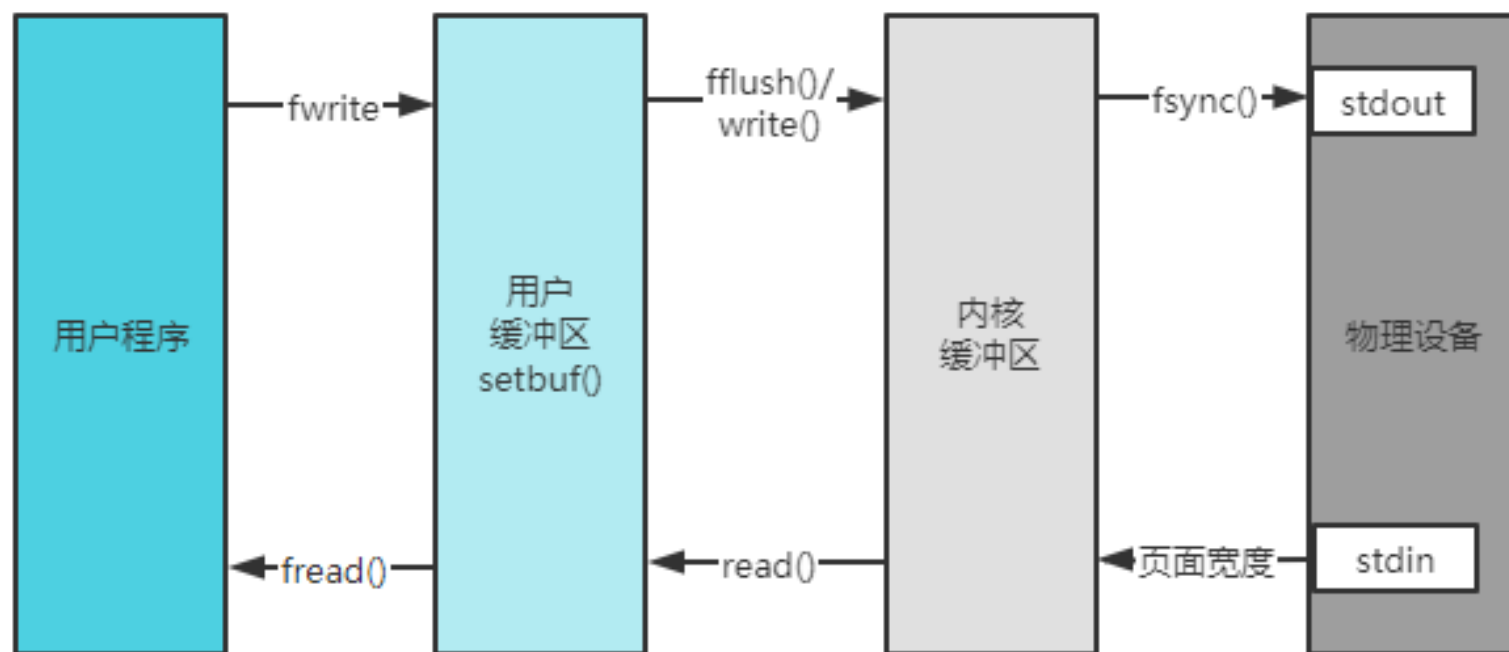 fwrite
fflush()/
write()
fsync()
stdout
用户程序
用户
缓冲区
setbuf()
内核
缓冲区
物理设备
fread()
read()
页面宽度
stdin